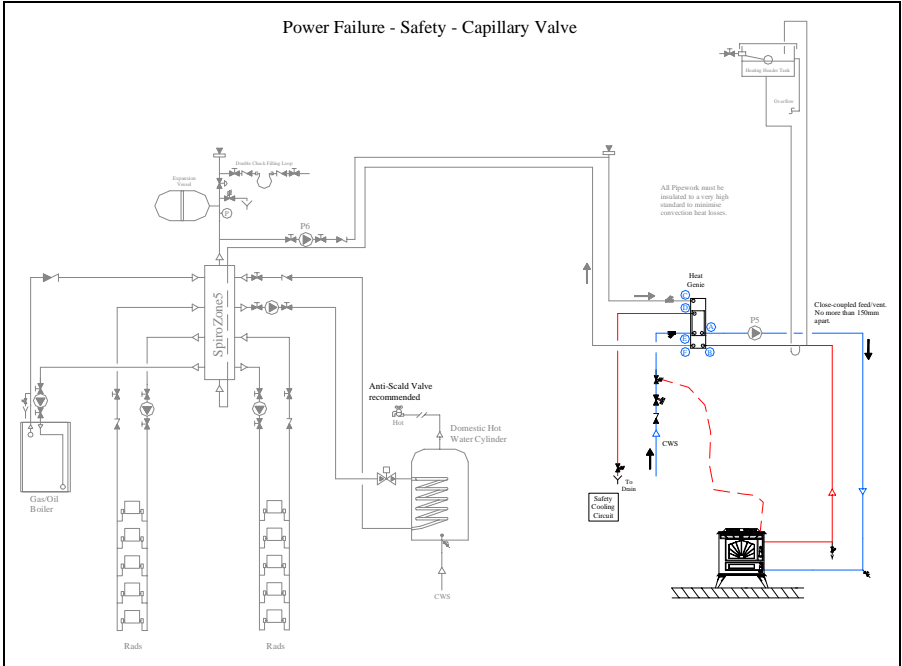 Power Failure - Safety - Capillary Valve
Heating Header Tank
Overflow
Double Check Filling Loop
Expansion
Vessel
P
P6
All Pipework must be
insulated to a very high
standard to minimise
convection heat losses.
Heat
Genie
C
D
A
E
F
B
P5
Close-coupled feed/vent.
No more than 150mm
apart.
SpiroZone5
Anti-Scald Valve
recommended
Hot
Domestic Hot
Water Cylinder
CWS
To
Drain
Safety
Cooling
Circuit
Gas/Oil
Boiler
CWS
Rads
Rads